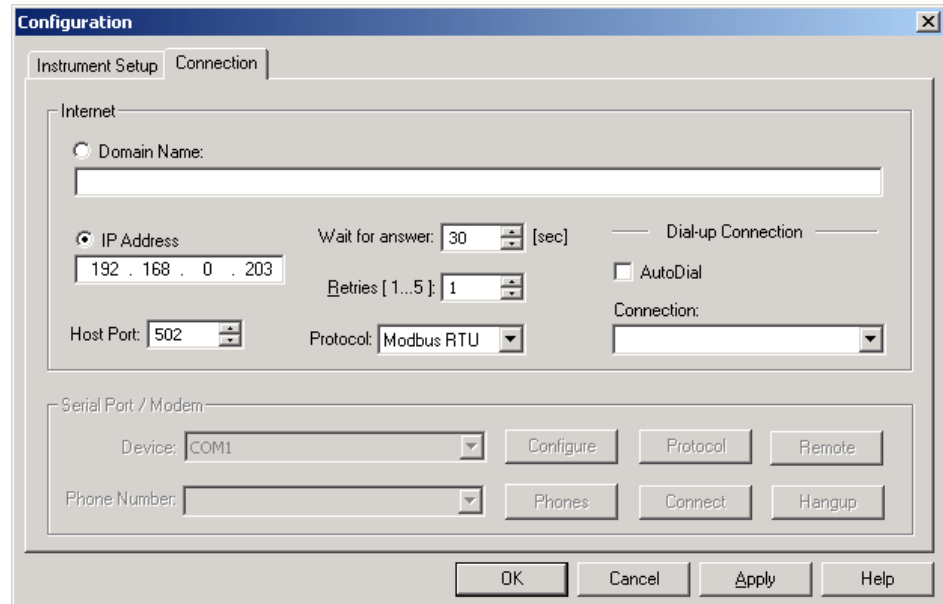 Configuration
Instrument Setup Connection
Internet
Domain Name:
IP Address Wait for answer: 30 [sec] Dial-up Connection
192 . 168 . 0 . 203 Retries [ 1...5 ]: 1 AutoDial
Connection:
Host Port: 502 Protocol: Modbus RTU
Serial Port / Modem
Device: COM1 Configure Protocol Remote
Phone Number: Phones Connect Hangup
OK Cancel Apply Help